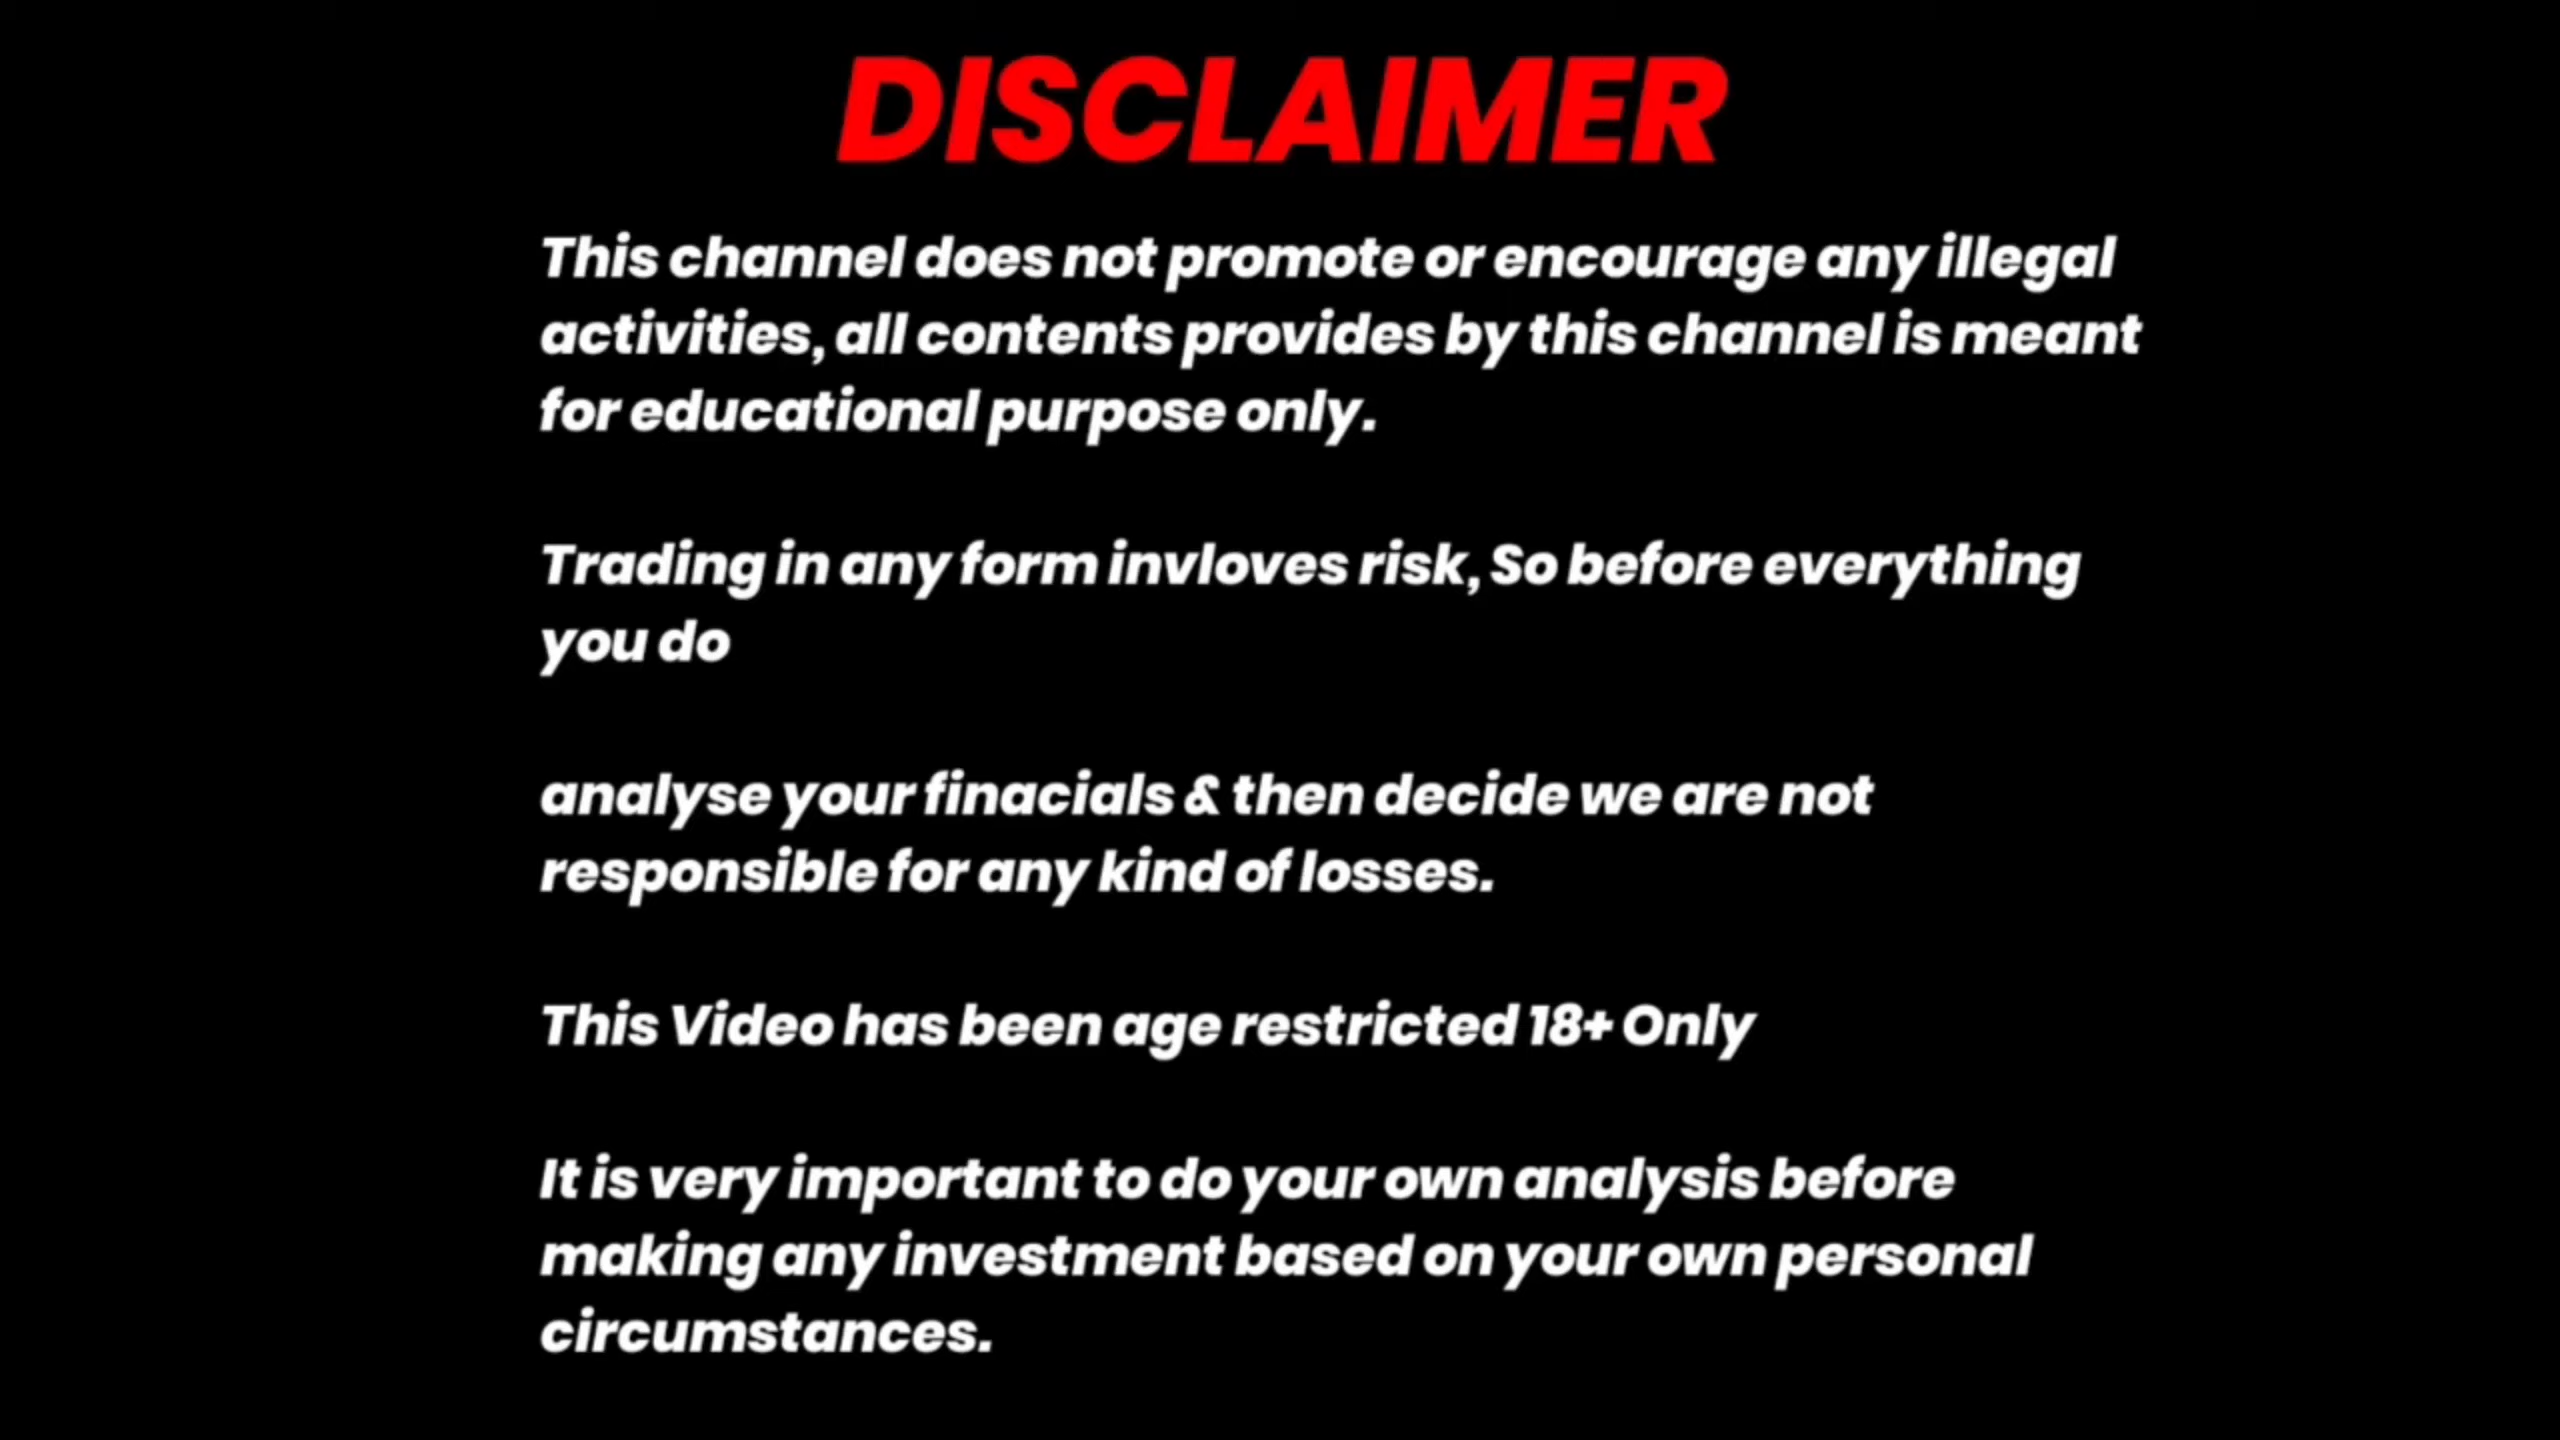 DISCLAIMER
This channel does not promote or encourage any illegal
activities, all contents provides by this channel is meant
for educational purpose only.
Trading in any form invloves risk, So before everything
you do
analyse your finacials & then decide we are not
responsible for any kind of losses.
This Video has been age restricted 18+ Only
It is very important to do your own analysis before
making any investment based on your own personal
circumstances.